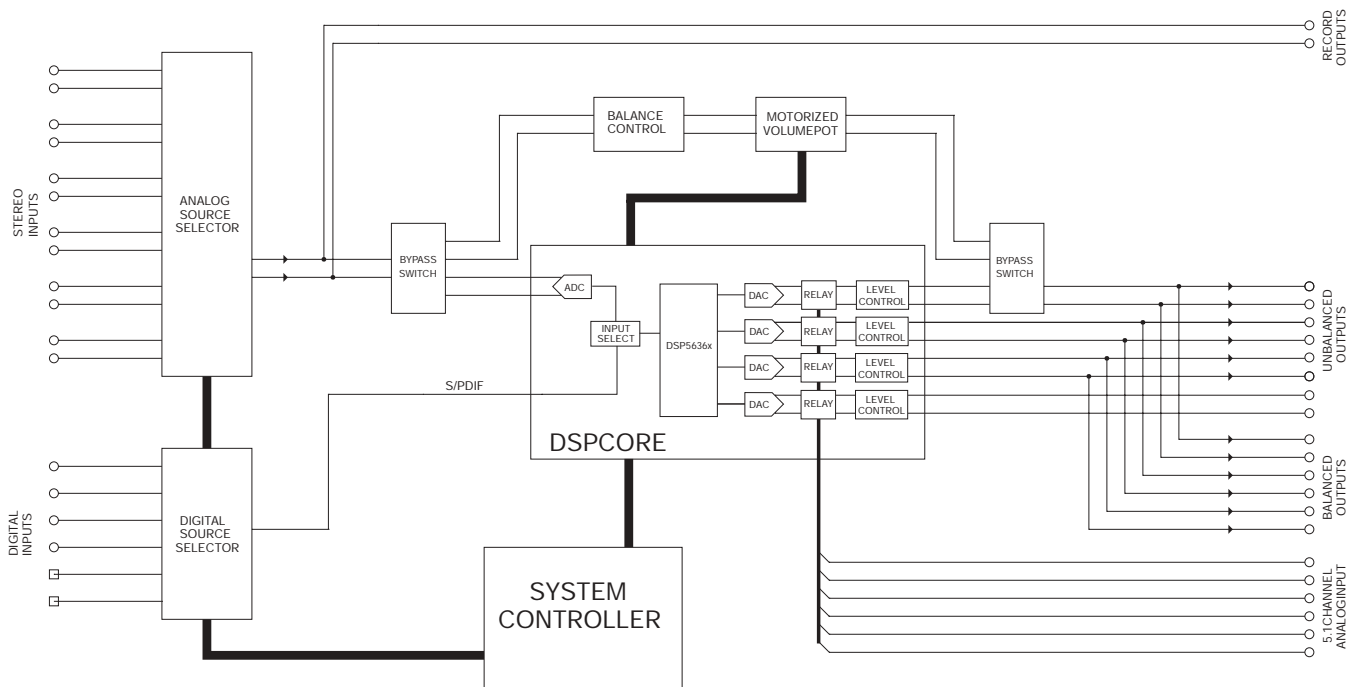 RECORD
OUTPUTS
STEREO
INPUTS
ANALOG
SOURCE
SELECTOR
BALANCE
CONTROL
MOTORIZED
VOLUMEPOT
BYPASS
SWITCH
BYPASS
SWITCH
ADC
INPUT
SELECT
DSP5636x
DAC
RELAY
LEVEL
CONTROL
DAC
RELAY
LEVEL
CONTROL
DAC
RELAY
LEVEL
CONTROL
DAC
RELAY
LEVEL
CONTROL
UNBALANCED
OUTPUTS
S/PDIF
DSPCORE
BALANCED
OUTPUTS
DIGITAL
INPUTS
DIGITAL
SOURCE
SELECTOR
SYSTEM
CONTROLLER
5.1CHANNEL
ANALOGINPUT